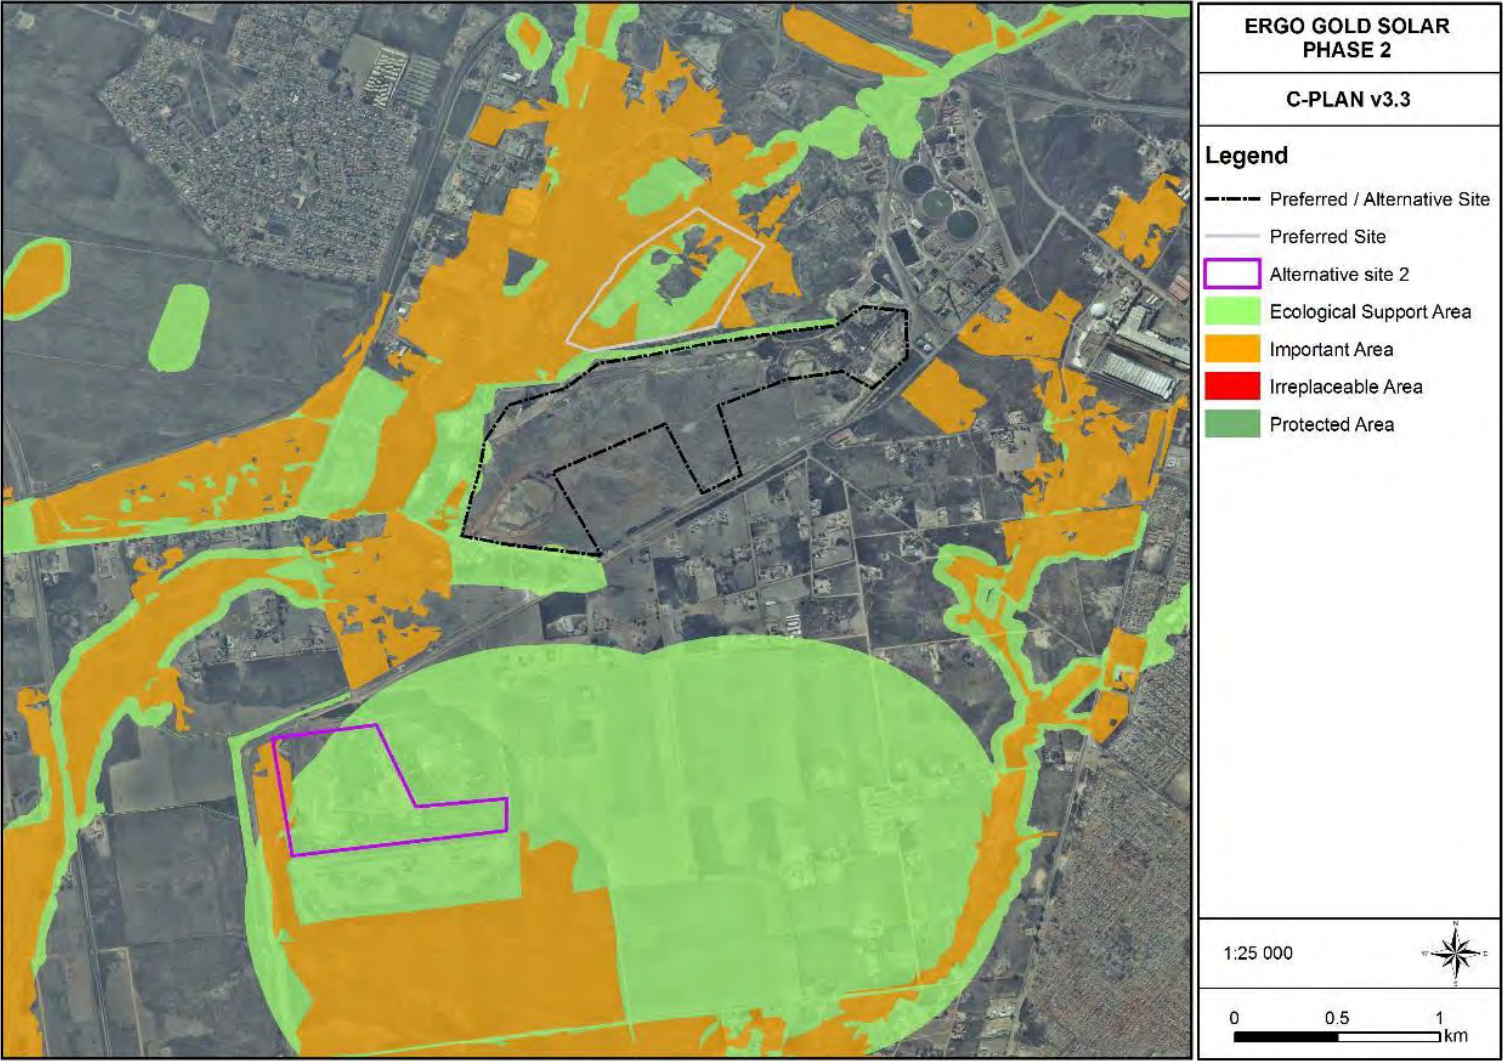 ERGO GOLD SOLAR
PHASE 2
C-PLAN v3.3
Legend
Preferred / Alternative Site
Preferred Site
Alternative site 2
Ecological Support Area
Important Area
Irreplaceable Area
Protected Area
1:25 000
N
W
E
S
0 0.5 1
km